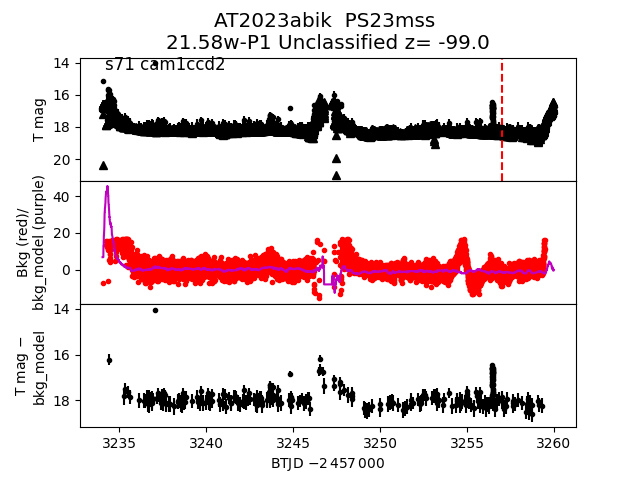 AT2023abik  PS23mss
21.58w-P1 Unclassified z= -99.0
s71 cam1ccd2
14
16
18
20
T mag
40
20
0
Bkg (red)/
bkg_model (purple)
14
16
18
T mag −
bkg_model
3235
3240
3245
3250
3255
3260
BTJD −2 457 000